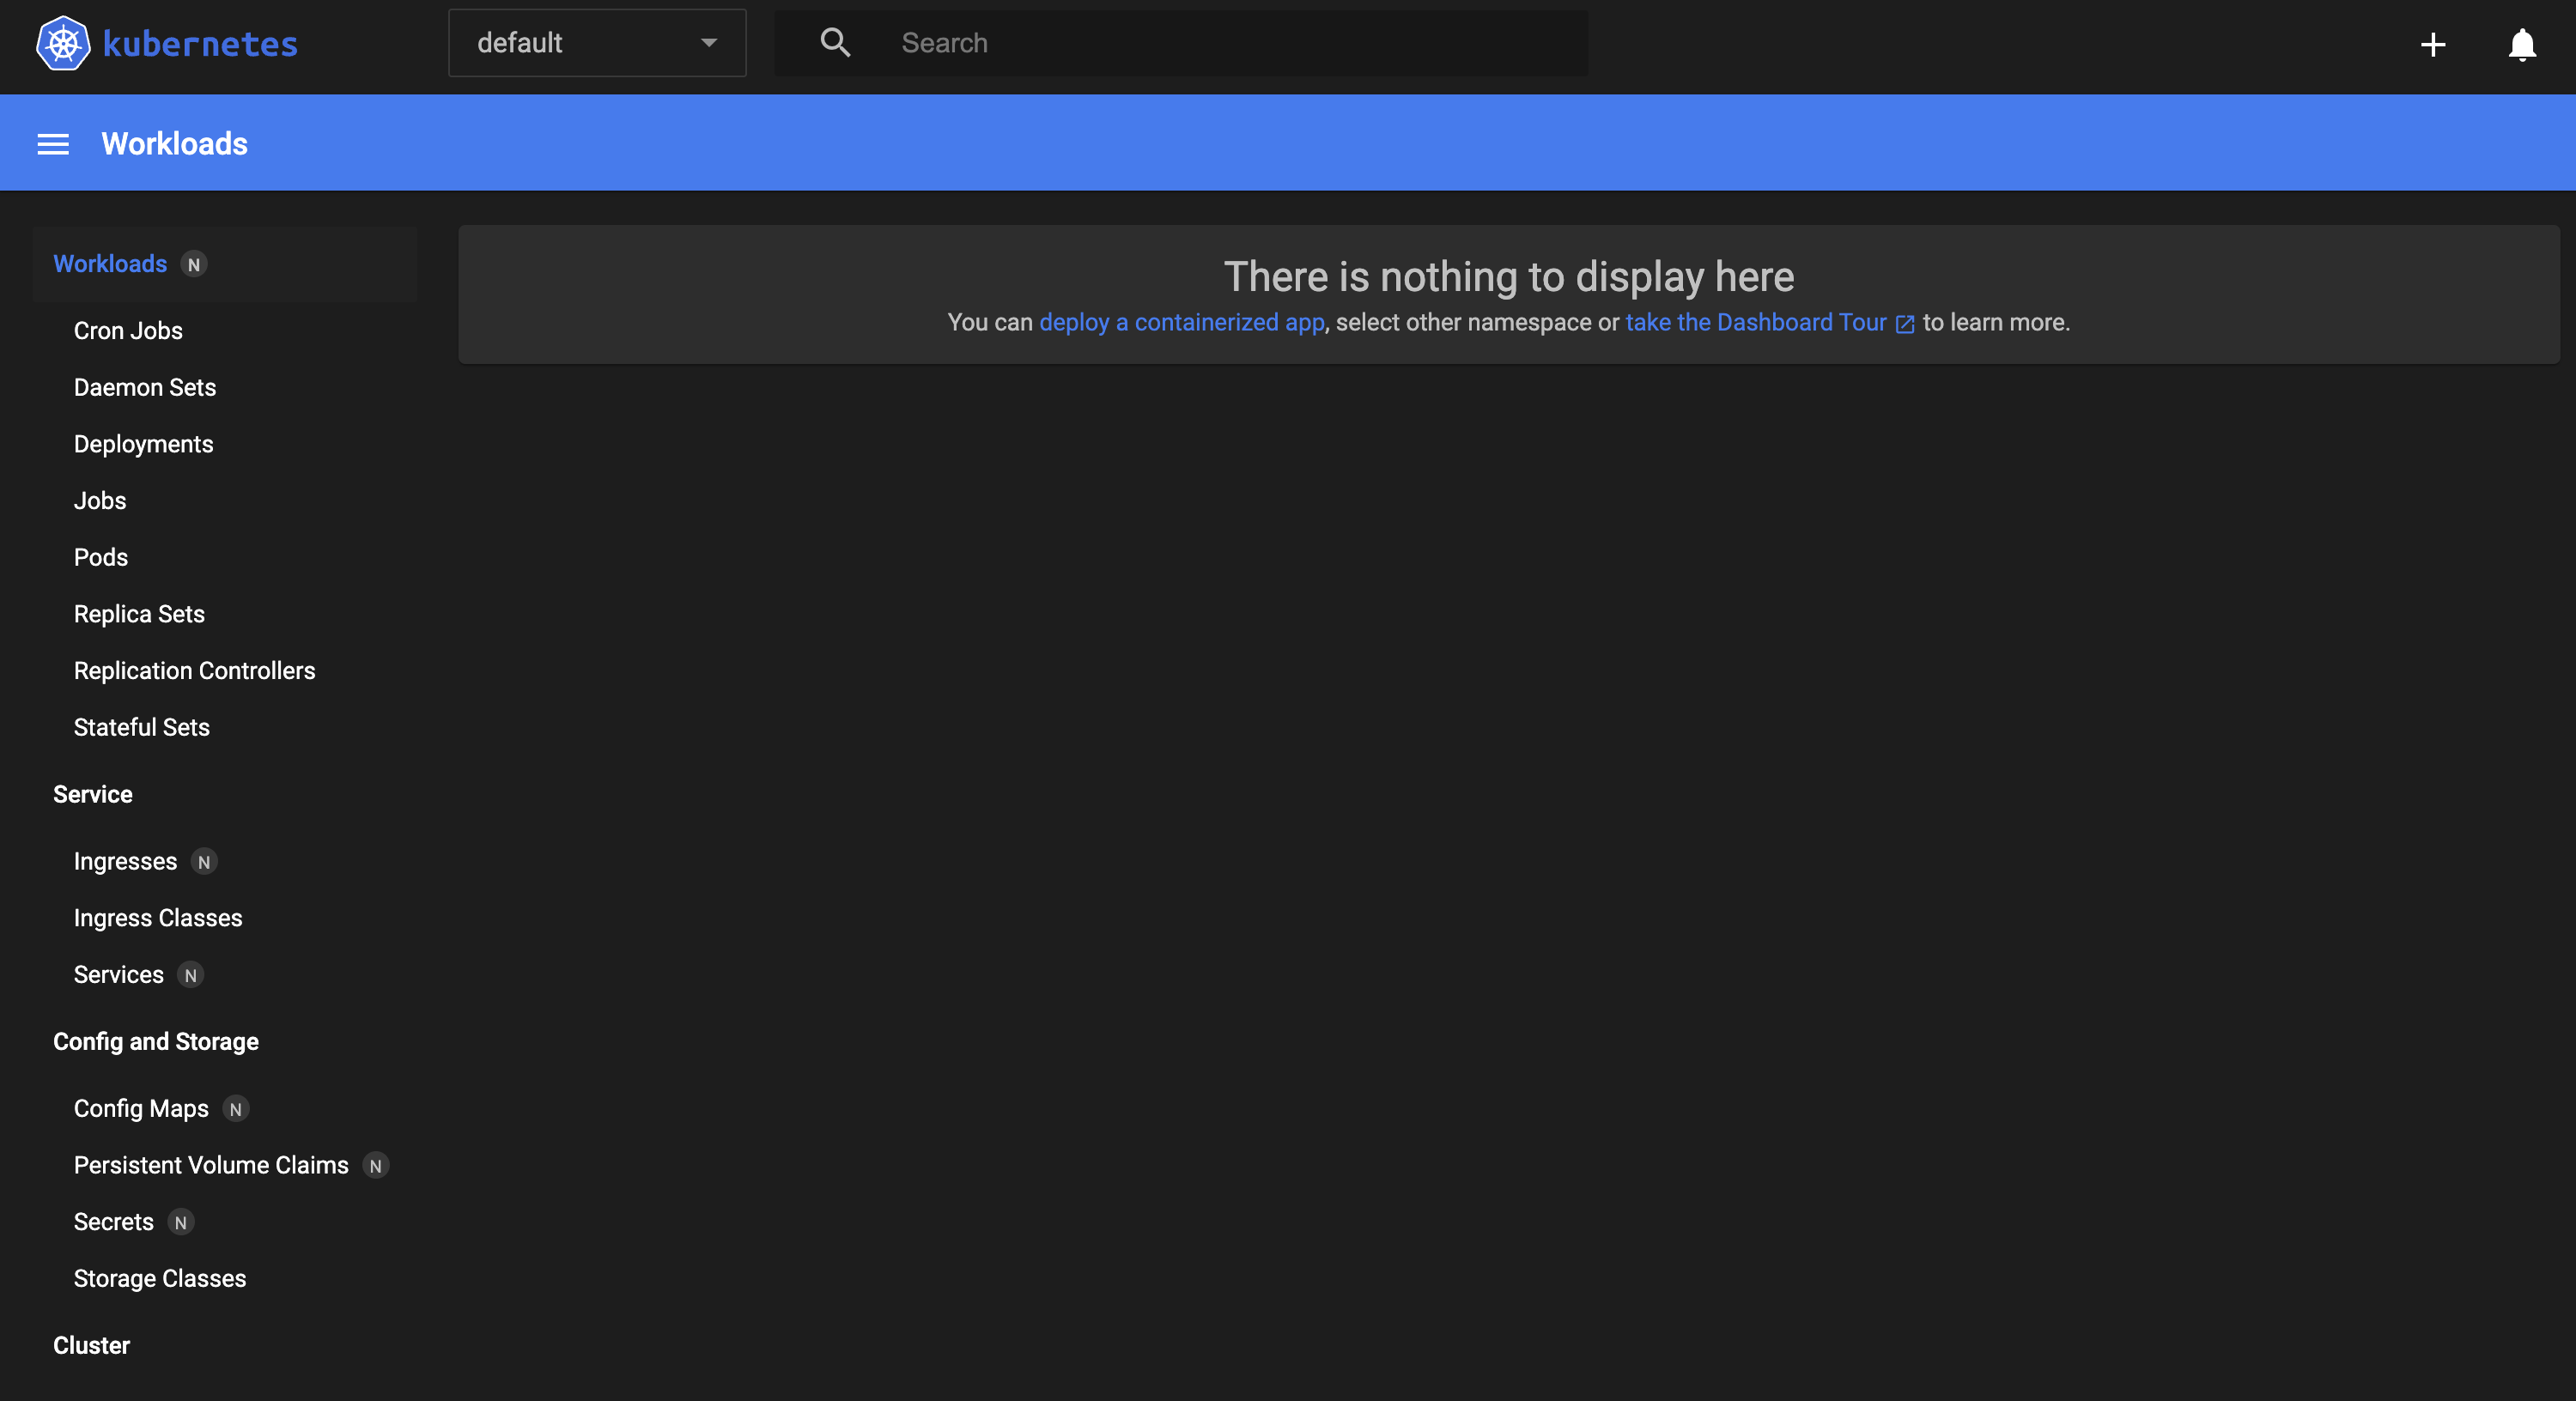 kubernetes
default
Search
Workloads
Workloads N
Cron Jobs
Daemon Sets
Deployments
Jobs
Pods
Replica Sets
Replication Controllers
Stateful Sets
Service
Ingresses N
Ingress Classes
Services N
Config and Storage
Config Maps N
Persistent Volume Claims N
Secrets N
Storage Classes
Cluster
There is nothing to display here
You can deploy a containerized app, select other namespace or take the Dashboard Tour to learn more.